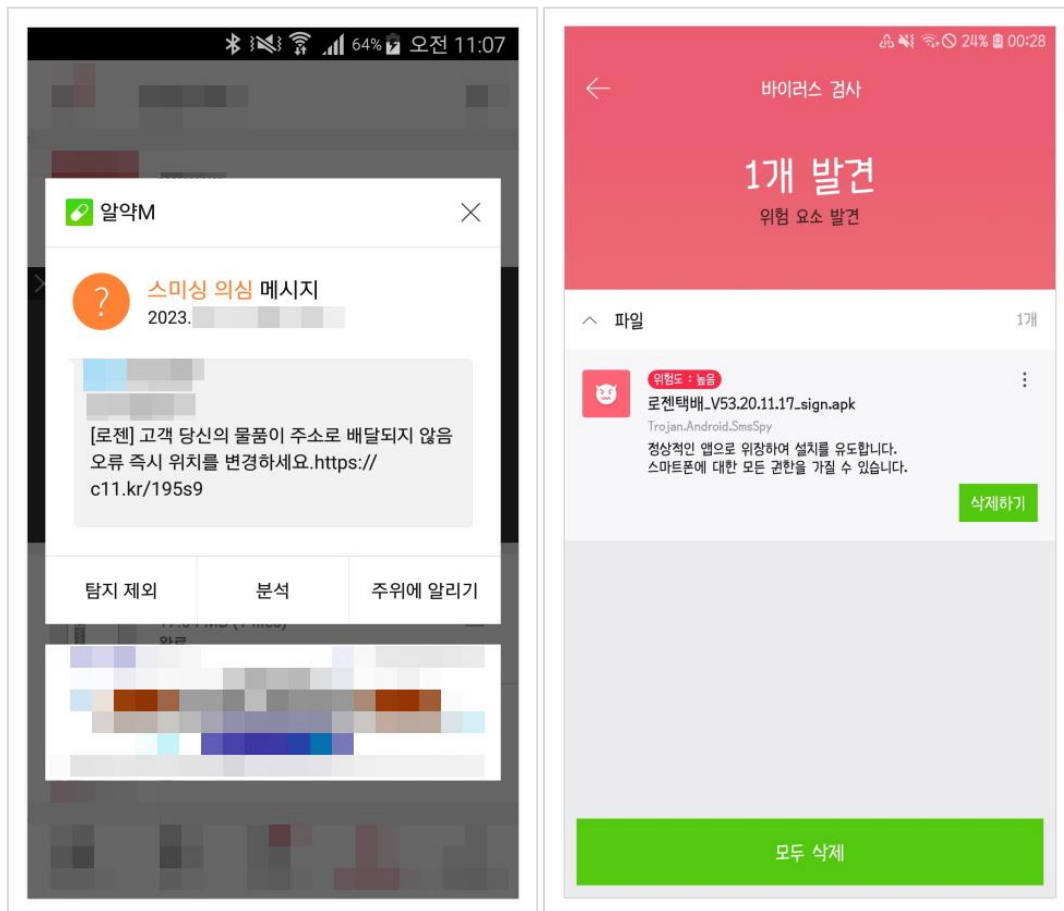 64% 오전 11:07
알약M
스미싱 의심 메시지
2023.
[로젠] 고객 당신의 물품이 주소로 배달되지 않음
오류 즉시 위치를 변경하세요.https://
c11.kr/195s9
탐지 제외
분석
주위에 알리기
완료
24% 00:28
바이러스 검사
1개 발견
위험 요소 발견
파일
1개
위험도 : 높음
로젠택배_V53.20.11.17_sign.apk
Trojan.Android.SmsSpy
정상적인 앱으로 위장하여 설치를 유도합니다.
스마트폰에 대한 모든 권한을 가질 수 있습니다.
삭제하기
모두 삭제